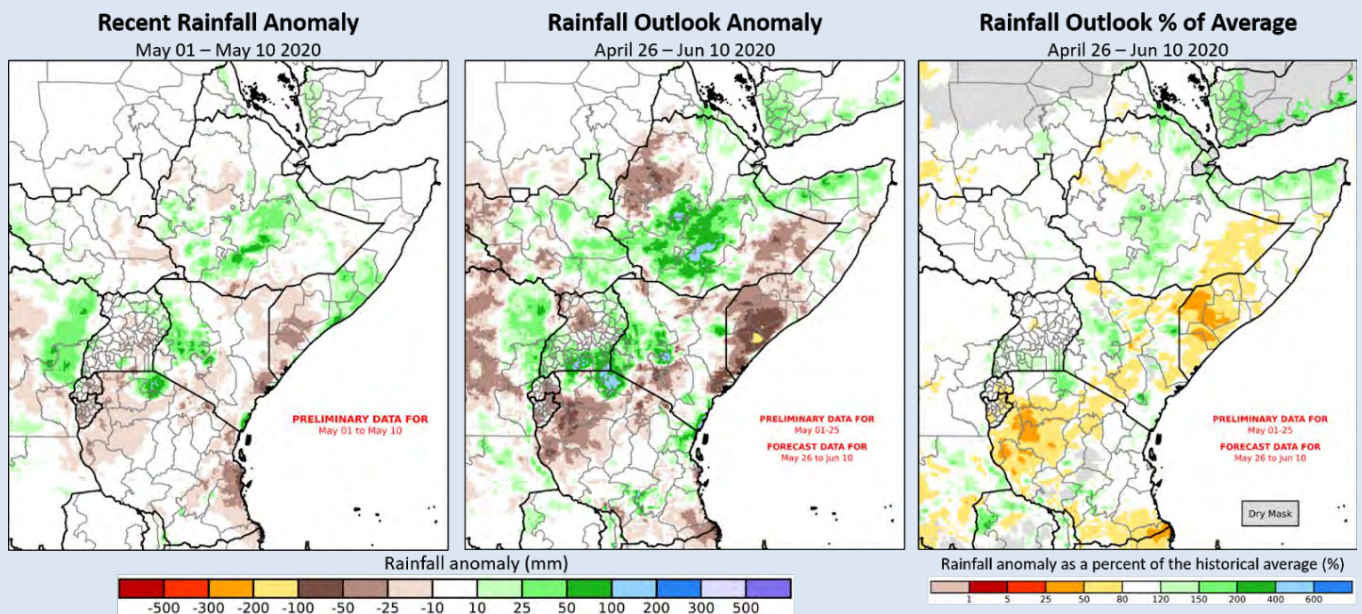 Recent Rainfall Anomaly
May 01 – May 10 2020
Rainfall Outlook Anomaly
April 26 – Jun 10 2020
Rainfall Outlook % of Average
April 26 – Jun 10 2020
PRELIMINARY DATA FOR
May 01 to May 10
PRELIMINARY DATA FOR
May 01-25
FORECAST DATA FOR
May 26 to Jun 10
PRELIMINARY DATA FOR
May 01-25
FORECAST DATA FOR
May 26 to Jun 10
Dry Mask
Rainfall anomaly (mm)
-500 -300 -200 -100 -50 -25 -10 10 25 50 100 200 300 500
Rainfall anomaly as a percent of the historical average (%)
1 5 25 50 80 120 150 200 400 600